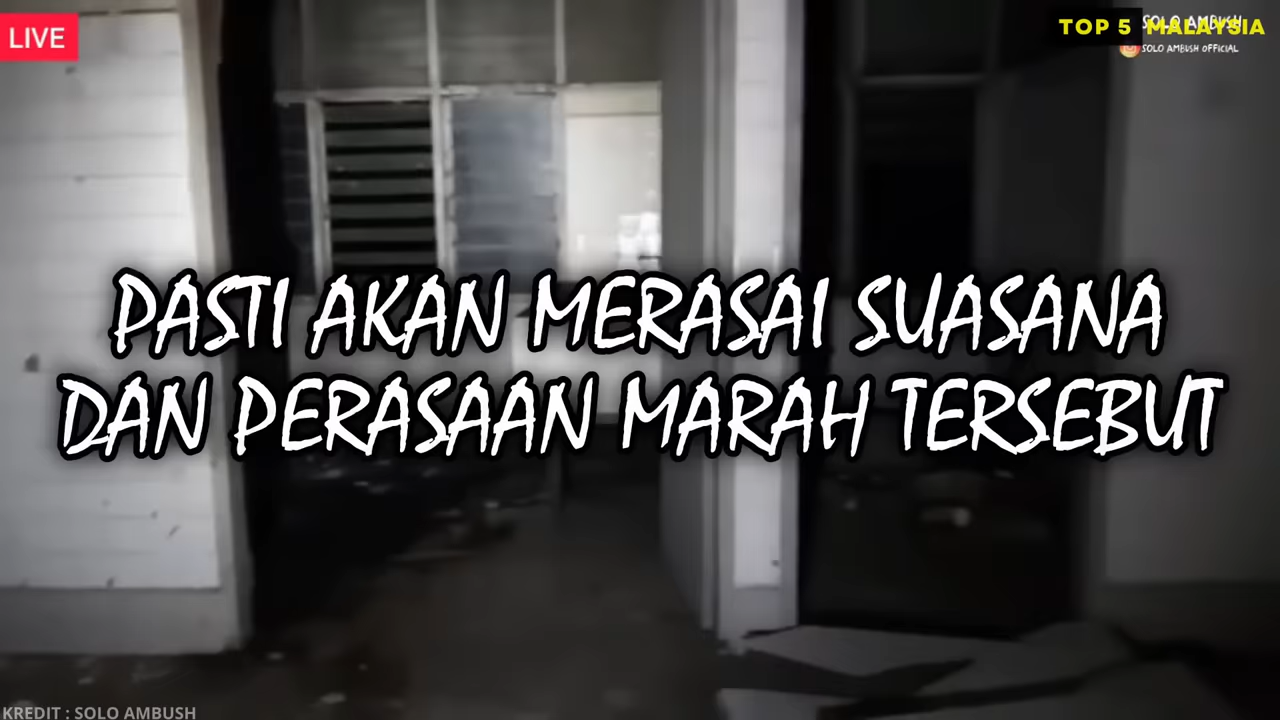 LIVE
TOP 5 MALAYSIA
SOLO AMBUSH
SOLO AMBUSH OFFICIAL
PASTI AKAN MERASAI SUASANA
DAN PERASAAN MARAH TERSEBUT
KREDIT : SOLO AMBUSH